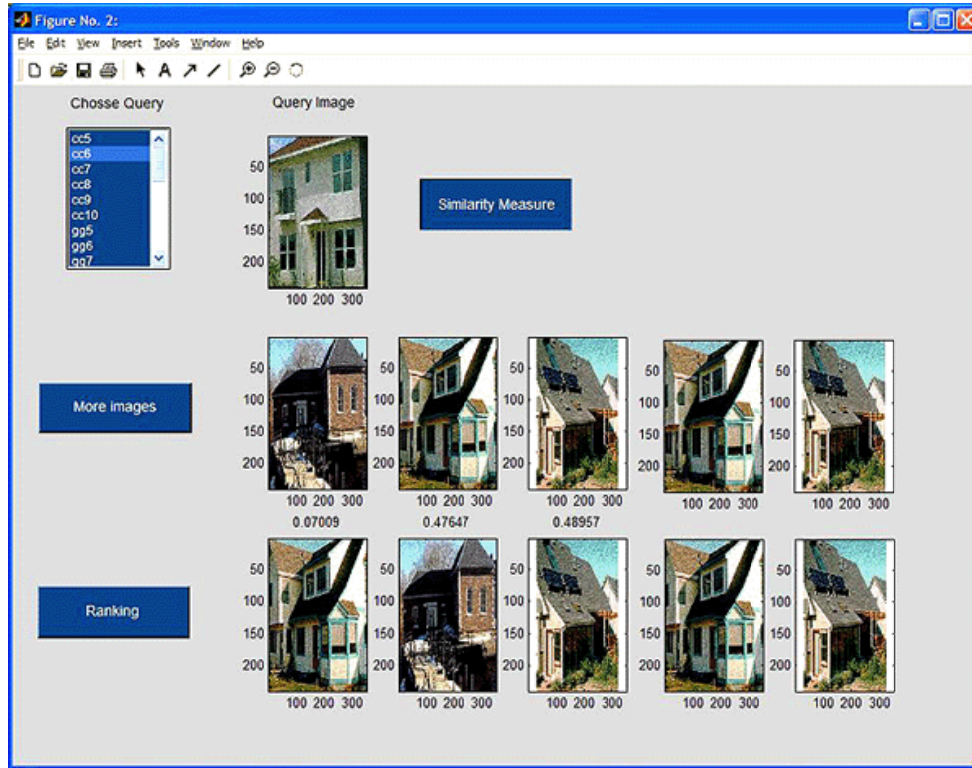 Figure No. 2:
File Edit View Insert Tools Window Help
Chosse Query
Query Image
cc5
cc6
cc7
cc8
cc9
cc10
gg5
gg6
gg7
50
100
150
200
100 200 300
Similarity Measure
More images
50 50 50 50 50
100 100 100 100 100
150 150 150 150 150
200 200 200 200 200
100 200 300 100 200 300 100 200 300 100 200 300 100 200 300
0.07009 0.47647 0.48957
Ranking
50 50 50 50 50
100 100 100 100 100
150 150 150 150 150
200 200 200 200 200
100 200 300 100 200 300 100 200 300 100 200 300 100 200 300